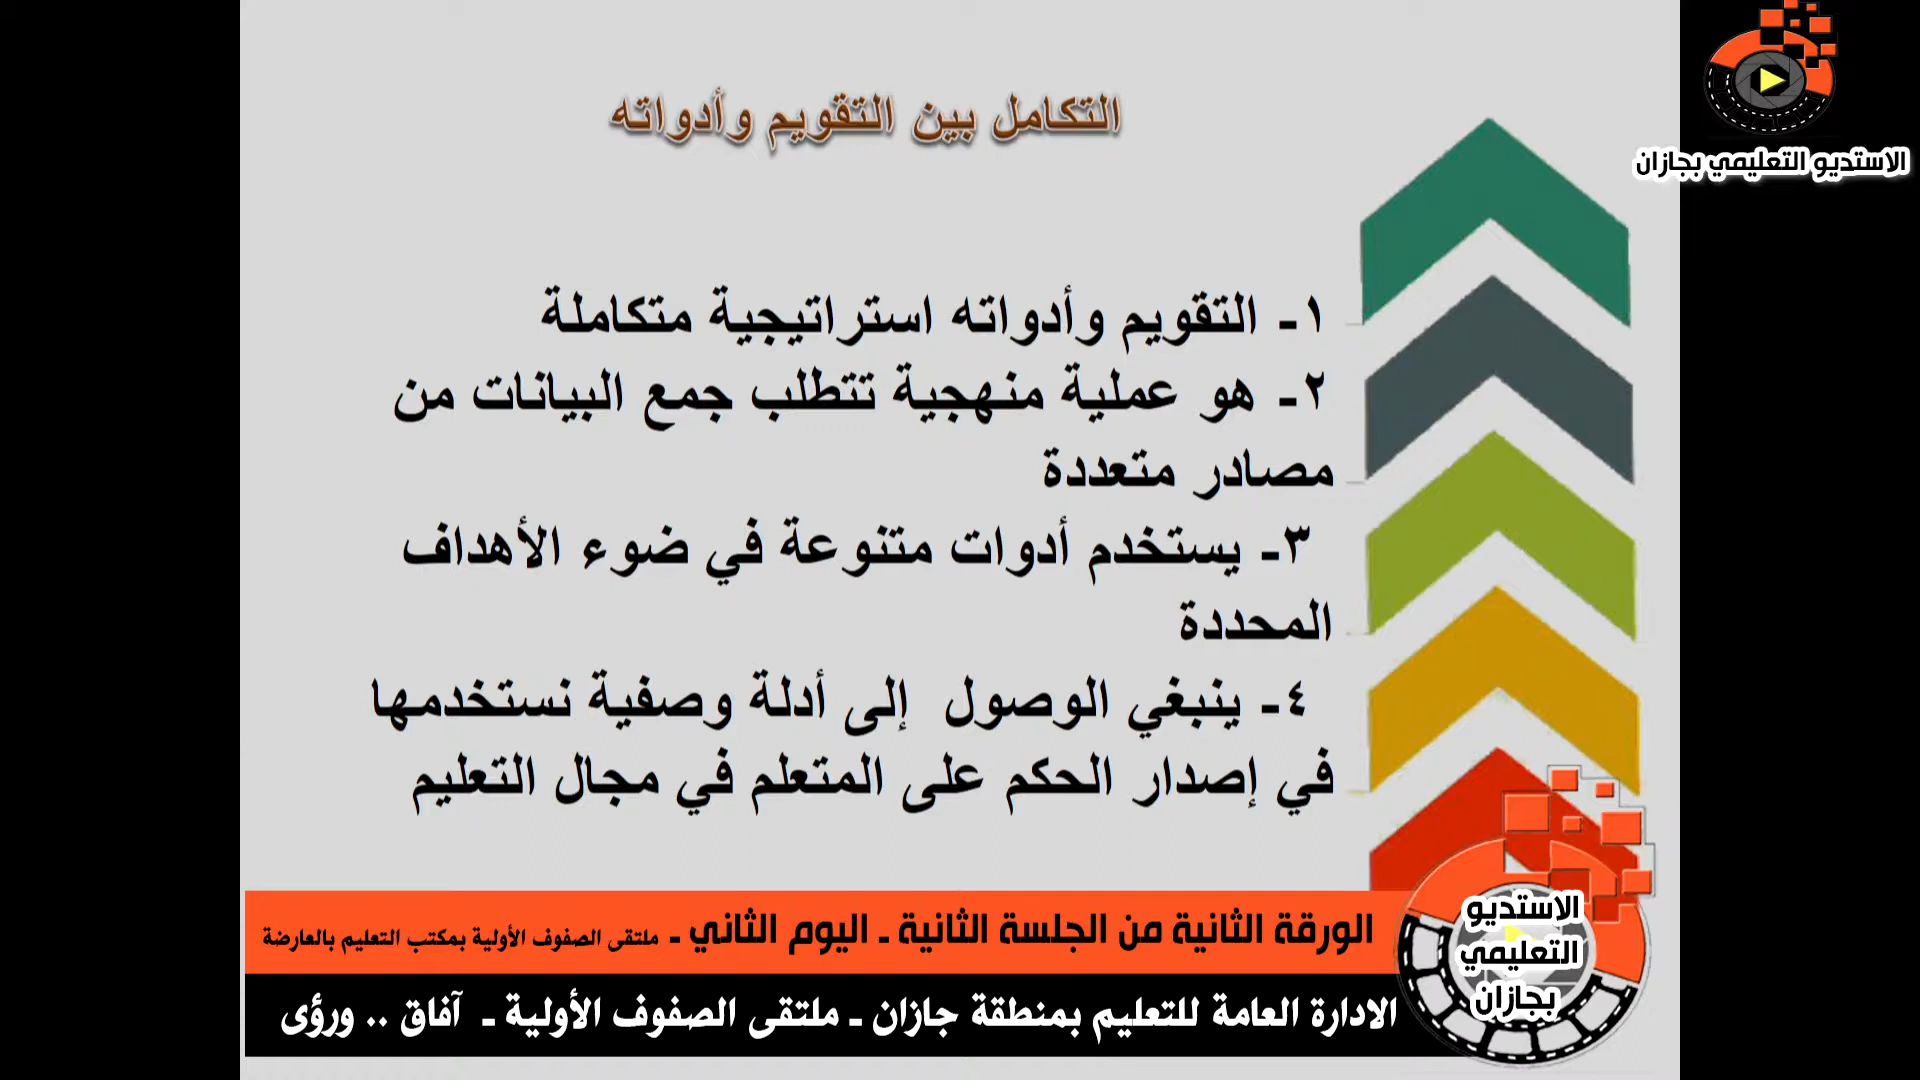 الاستديو التعليمي بجازان
التكامل بين التقويم وأدواته
١- التقويم وأدواته استراتيجية متكاملة
٢- هو عملية منهجية تتطلب جمع البيانات من
مصادر متعددة
٣- يستخدم أدوات متنوعة في ضوء الأهداف
المحددة
٤- ينبغي الوصول إلى أدلة وصفية نستخدمها
في إصدار الحكم على المتعلم في مجال التعليم
الورقة الثانية من الجلسة الثانية - اليوم الثاني - ملتقى الصفوف الأولية بمكتب التعليم بالعارضة
الادارة العامة للتعليم بمنطقة جازان - ملتقى الصفوف الأولية - آفاق .. ورؤى
الاستديو
التعليمي
بجازان